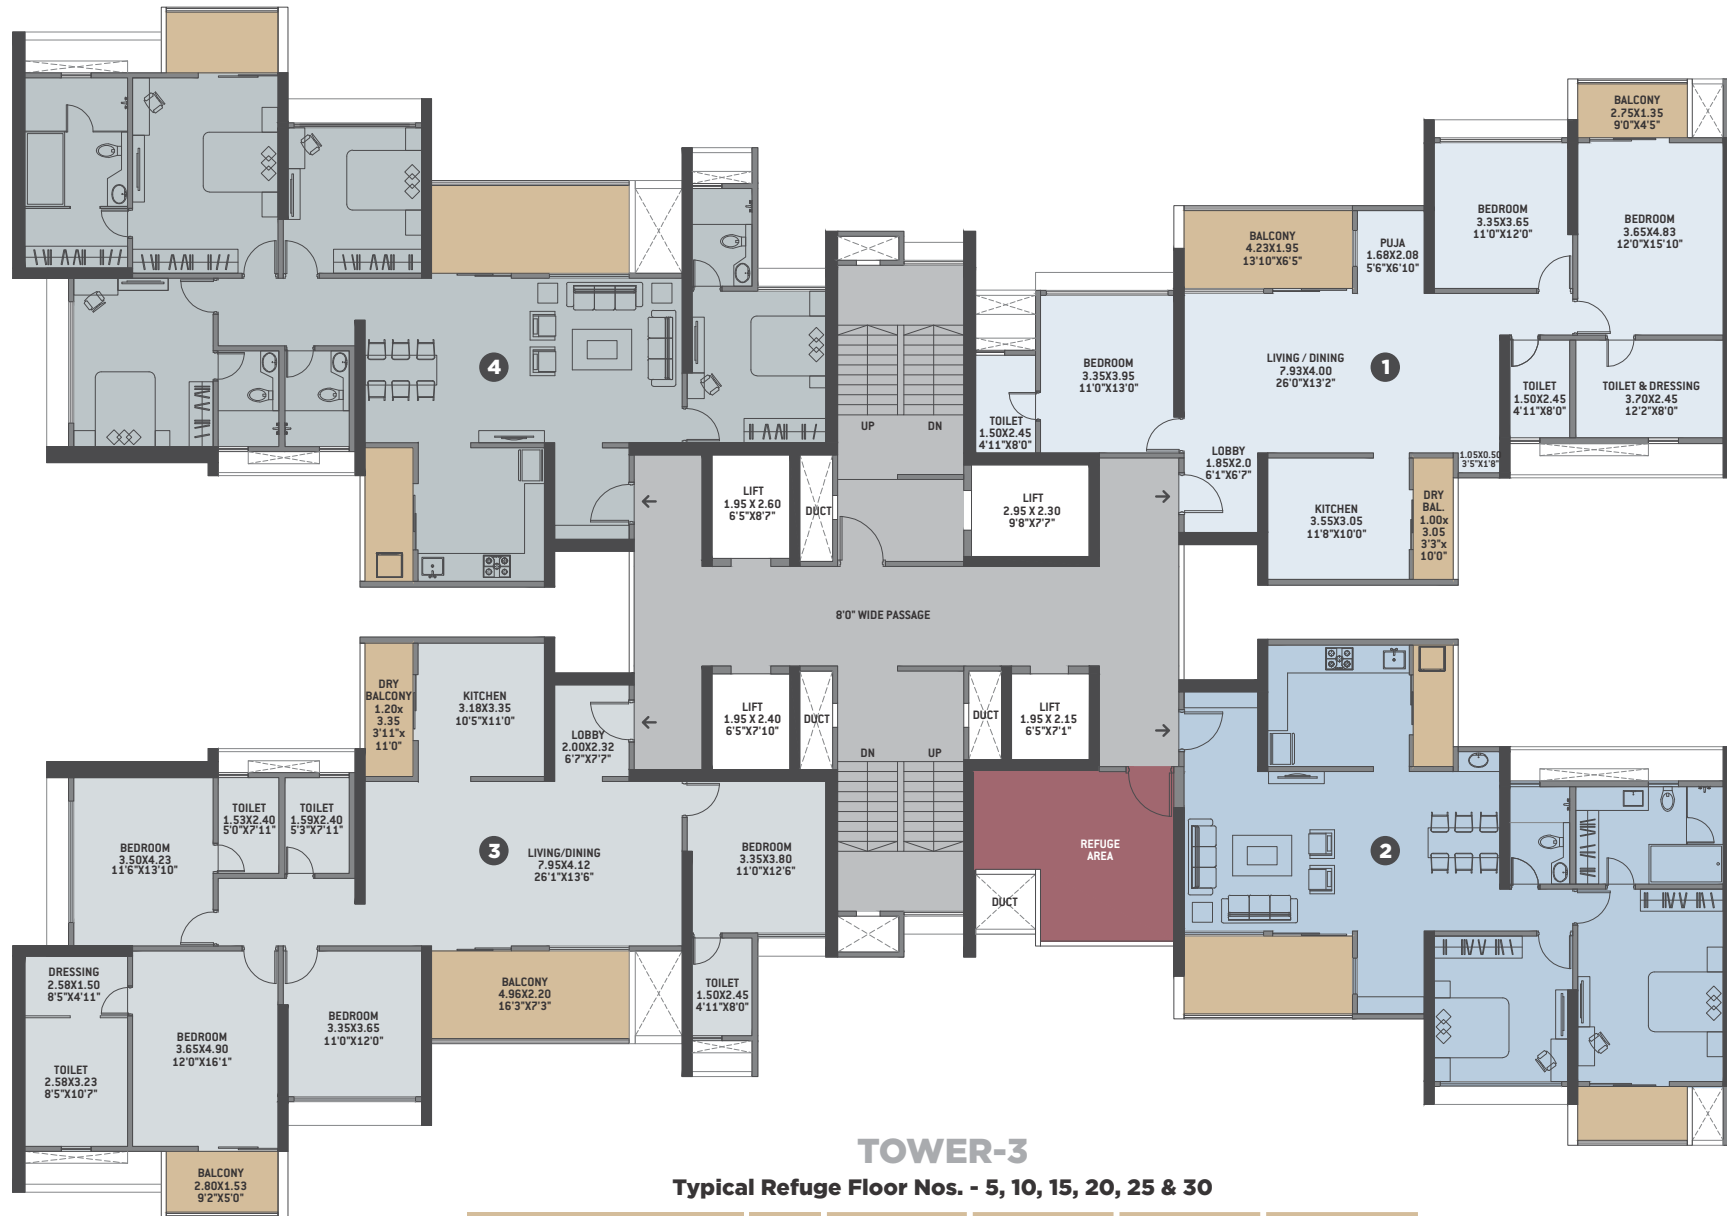 BALCONY
2.75X1.35
9'0"X4'5"
BEDROOM
3.35X3.65
11'0"X12'0"
BEDROOM
3.65X4.83
12'0"X15'10"
BALCONY
4.23X1.95
13'10"X6'5"
PUJA
1.68X2.08
5'6"X6'10"
BEDROOM
3.35X3.95
11'0"X13'0"
LIVING / DINING
7.93X4.00
26'0"X13'2"
1
TOILET
1.50X2.45
4'11"X8'0"
TOILET & DRESSING
3.70X2.45
12'2"X8'0"
TOILET
1.50X2.45
4'11"X8'0"
LOBBY
1.85X2.0
6'1"X6'7"
1.05X0.50
3'5"X1'8"
KITCHEN
3.55X3.05
11'8"X10'0"
DRY
BAL.
1.00x
3.05
3'3"x
10'0"
4
UP
DN
LIFT
1.95 X 2.60
6'5"X8'7"
DUCT
LIFT
2.95 X 2.30
9'8"X7'7"
8'0" WIDE PASSAGE
LIFT
1.95 X 2.40
6'5"X7'10"
DUCT
DUCT
LIFT
1.95 X 2.15
6'5"X7'1"
DN
UP
DRY
BALCONY
1.20x
3.35
3'11"x
11'0"
KITCHEN
3.18X3.35
10'5"X11'0"
LOBBY
2.00X2.32
6'7"X7'7"
TOILET
1.53X2.40
5'0"X7'11"
TOILET
1.59X2.40
5'3"X7'11"
BEDROOM
3.50X4.23
11'6"X13'10"
3
LIVING/DINING
7.95X4.12
26'1"X13'6"
BEDROOM
3.35X3.80
11'0"X12'6"
REFUGE
AREA
DUCT
2
DRESSING
2.58X1.50
8'5"X4'11"
TOILET
2.58X3.23
8'5"X10'7"
BEDROOM
3.65X4.90
12'0"X16'1"
BEDROOM
3.35X3.65
11'0"X12'0"
BALCONY
4.96X2.20
16'3"X7'3"
TOILET
1.50X2.45
4'11"X8'0"
BALCONY
2.80X1.53
9'2"X5'0"
TOWER-3
Typical Refuge Floor Nos. - 5, 10, 15, 20, 25 & 30